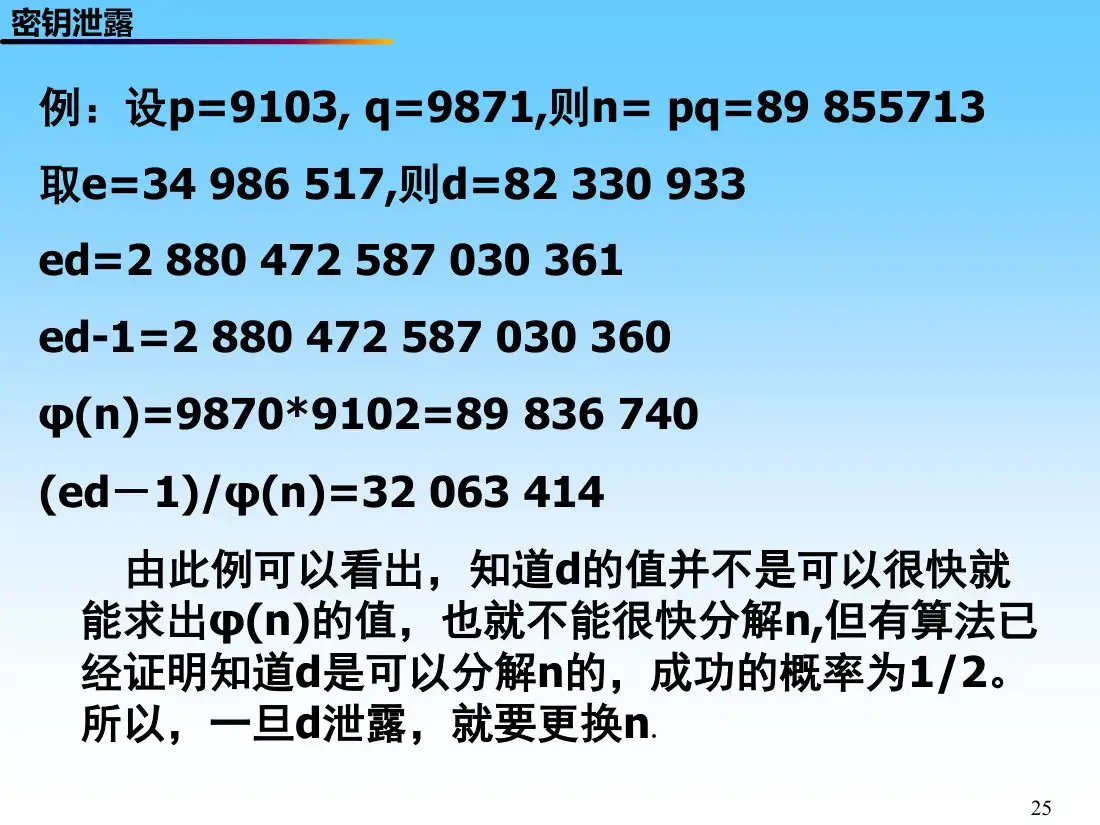 密钥泄露
例：设p=9103, q=9871,则n= pq=89 855713
取e=34 986 517,则d=82 330 933
ed=2 880 472 587 030 361
ed-1=2 880 472 587 030 360
φ(n)=9870*9102=89 836 740
(ed－1)/φ(n)=32 063 414
由此例可以看出，知道d的值并不是可以很快就
能求出φ(n)的值，也就不能很快分解n,但有算法已
经证明知道d是可以分解n的，成功的概率为1/2。
所以，一旦d泄露，就要更换n.
25